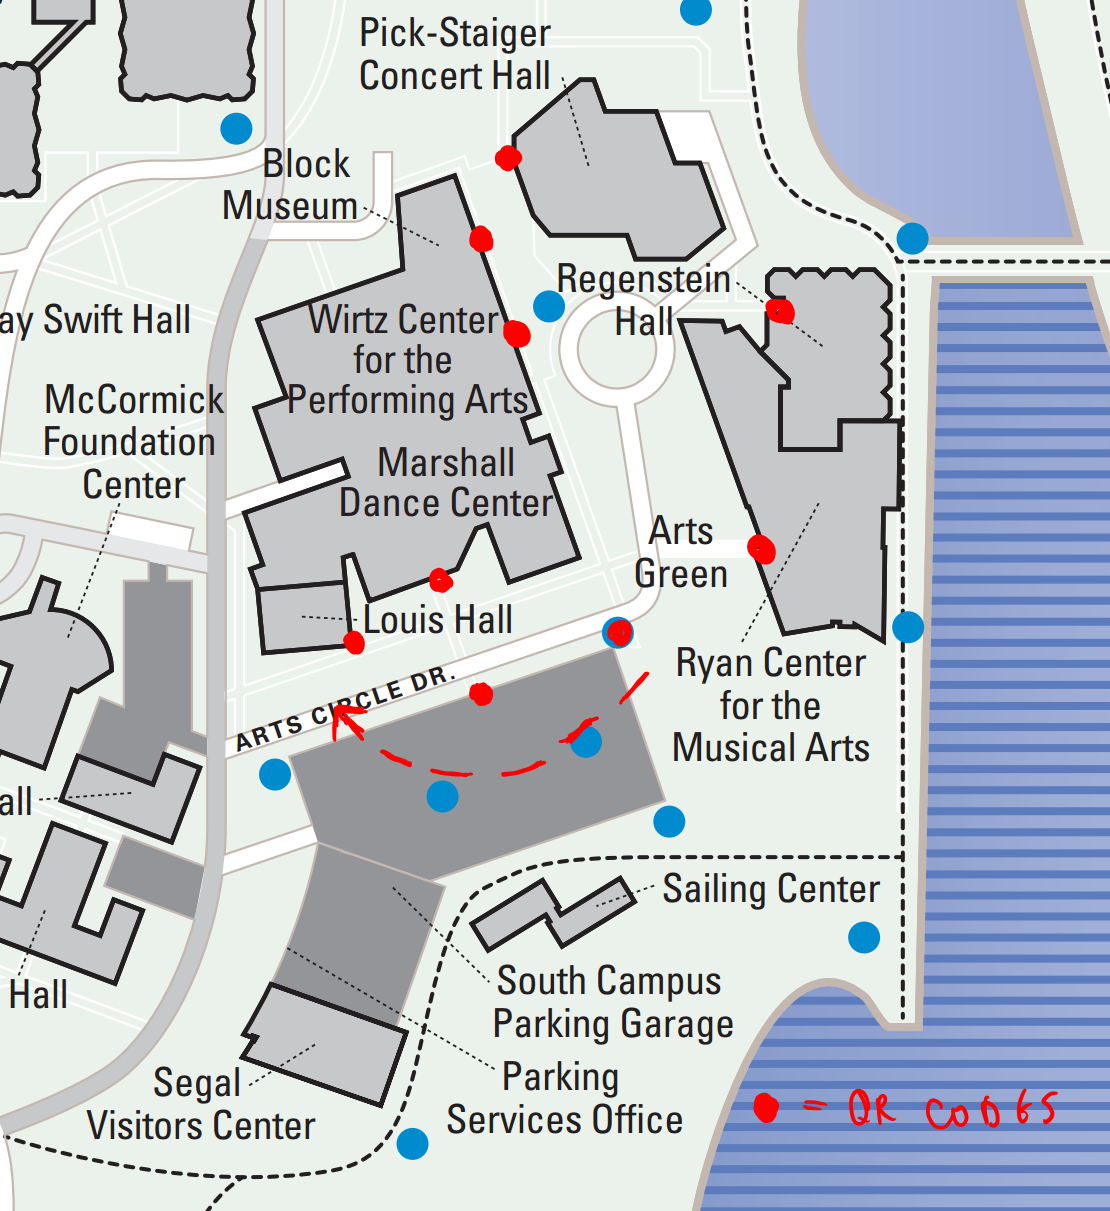 Pick-Staiger
Concert Hall
Block
Museum
Regenstein
Hall
ay Swift Hall
Wirtz Center
for the
Performing Arts
McCormick
Foundation
Center
Marshall
Dance Center
Arts
Green
Louis Hall
Ryan Center
for the
Musical Arts
ARTS CIRCLE DR.
all
Sailing Center
Hall
South Campus
Parking Garage
Segal
Visitors Center
Parking
Services Office
= QR CODES